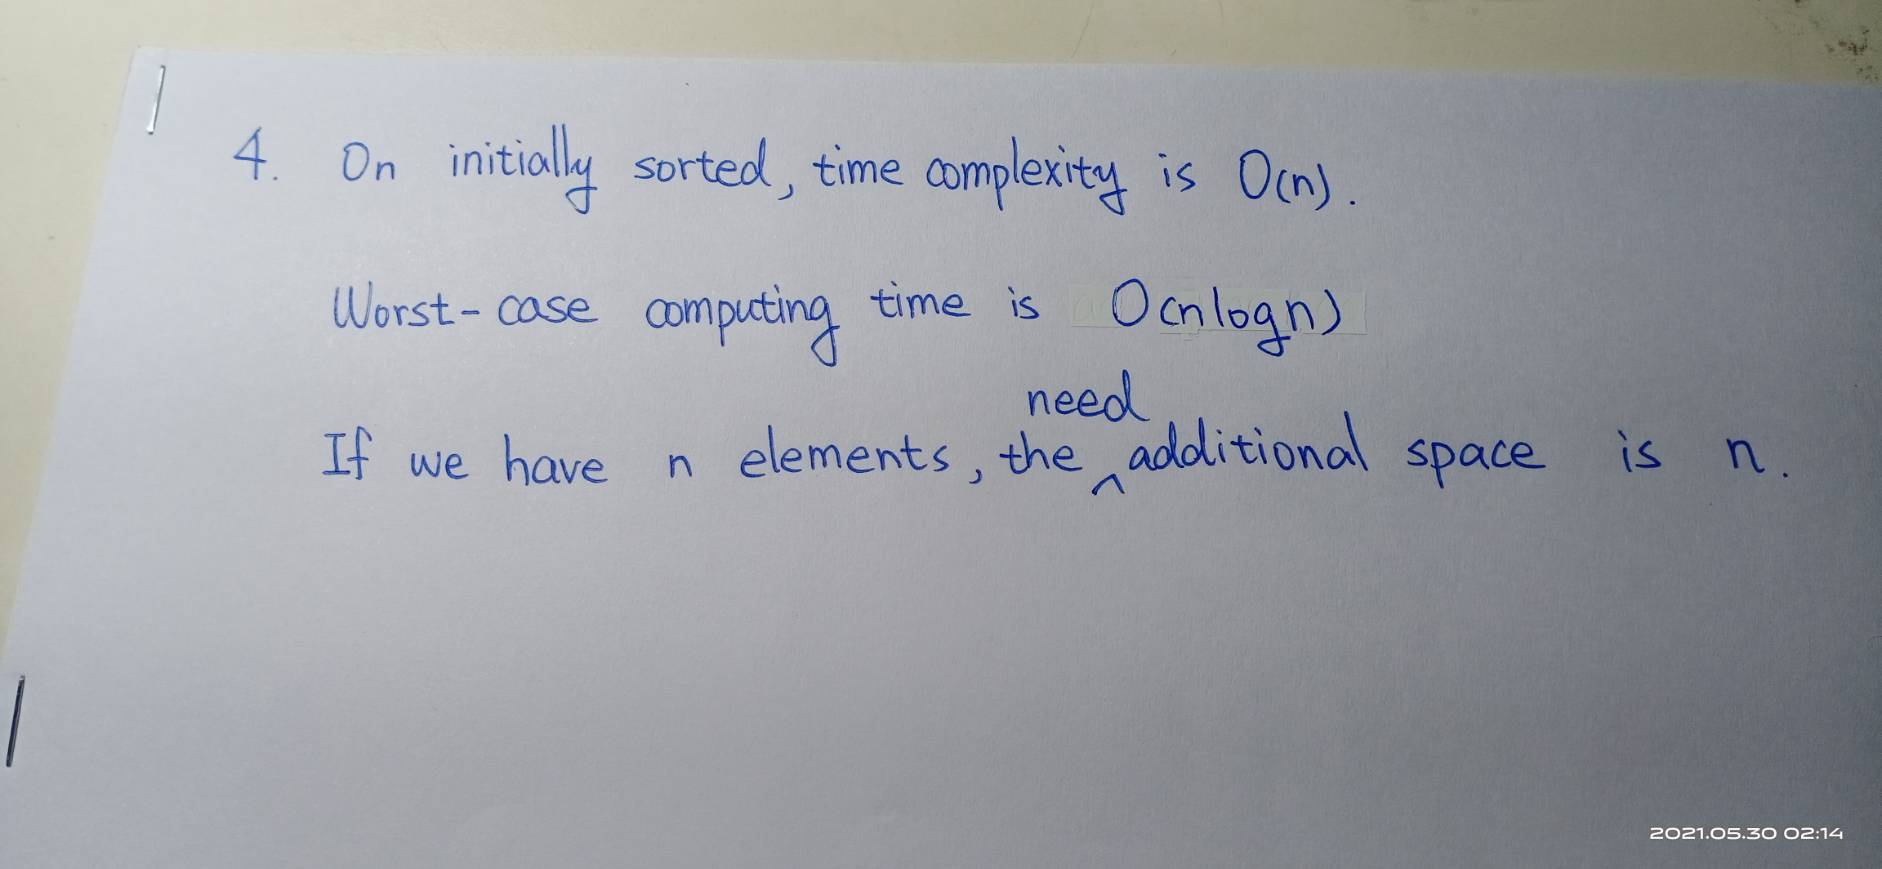 4. On initially sorted, time complexity is O(n).
Worst-case computing time is O(nlogn)
need
If we have n elements, the ^ additional space is n.
2021.05.30 02:14